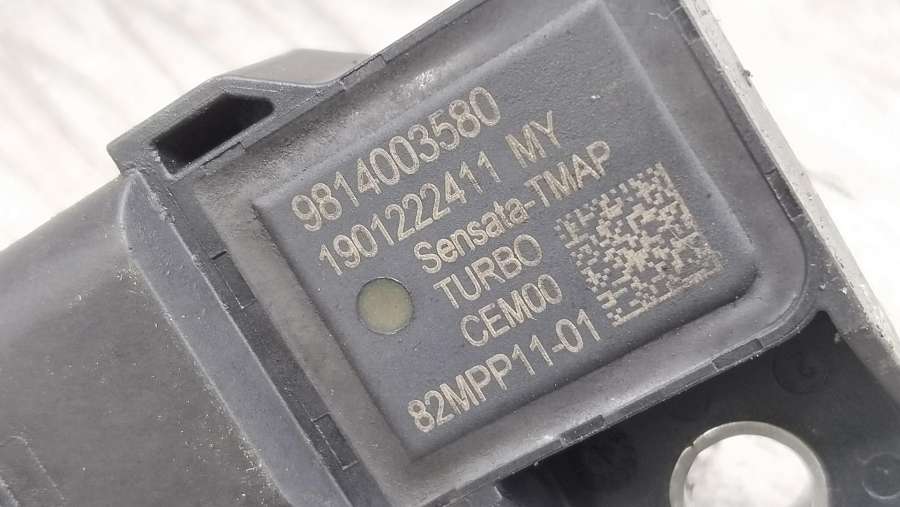 9814003580
1901222411 MY
Sensata-TMAP
TURBO
CEM00
82MPP11-01